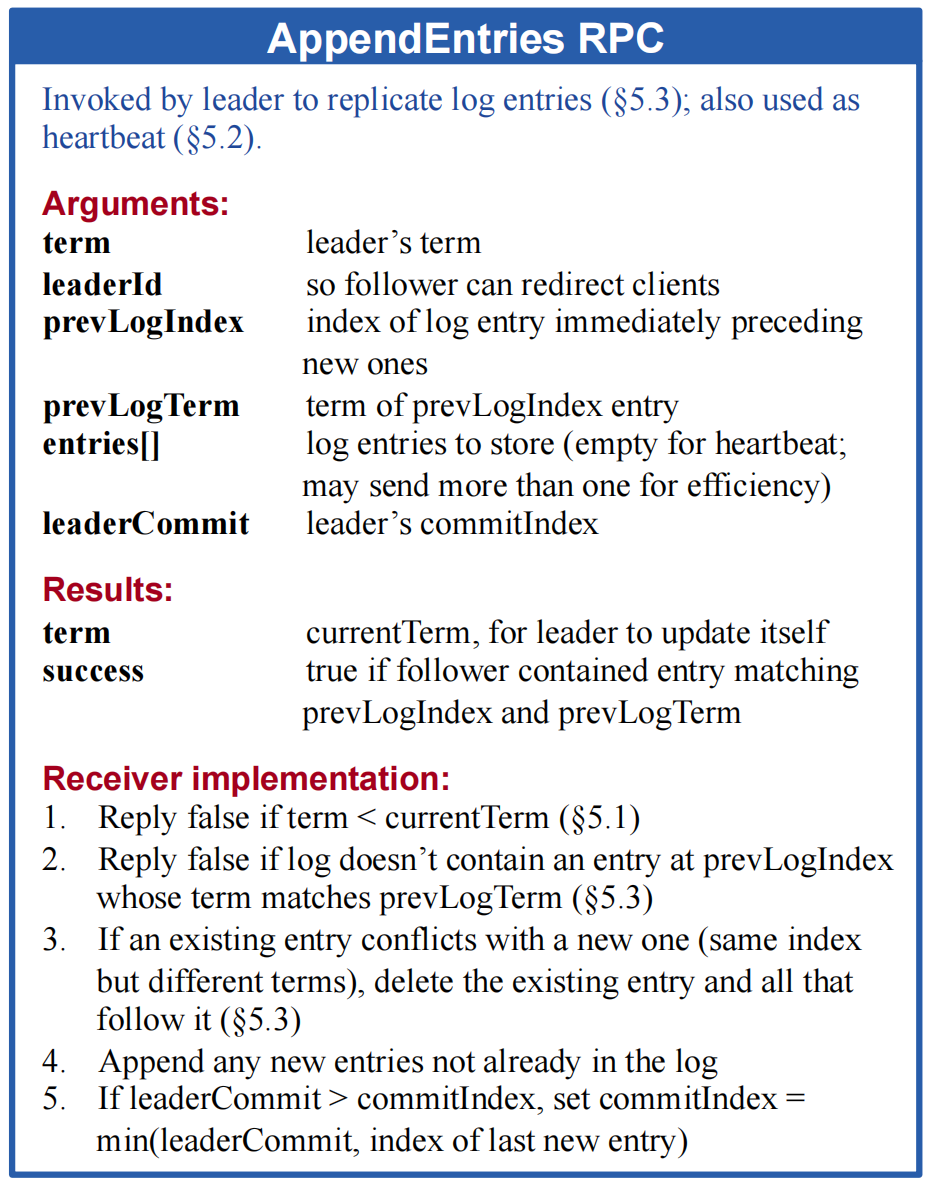 AppendEntries RPC
Invoked by leader to replicate log entries (§5.3); also used as
heartbeat (§5.2).
Arguments:
term leader’s term
leaderId so follower can redirect clients
prevLogIndex index of log entry immediately preceding
new ones
prevLogTerm term of prevLogIndex entry
entries[] log entries to store (empty for heartbeat;
may send more than one for efficiency)
leaderCommit leader’s commitIndex
Results:
term currentTerm, for leader to update itself
success true if follower contained entry matching
prevLogIndex and prevLogTerm
Receiver implementation:
1. Reply false if term < currentTerm (§5.1)
2. Reply false if log doesn’t contain an entry at prevLogIndex
whose term matches prevLogTerm (§5.3)
3. If an existing entry conflicts with a new one (same index
but different terms), delete the existing entry and all that
follow it (§5.3)
4. Append any new entries not already in the log
5. If leaderCommit > commitIndex, set commitIndex =
min(leaderCommit, index of last new entry)